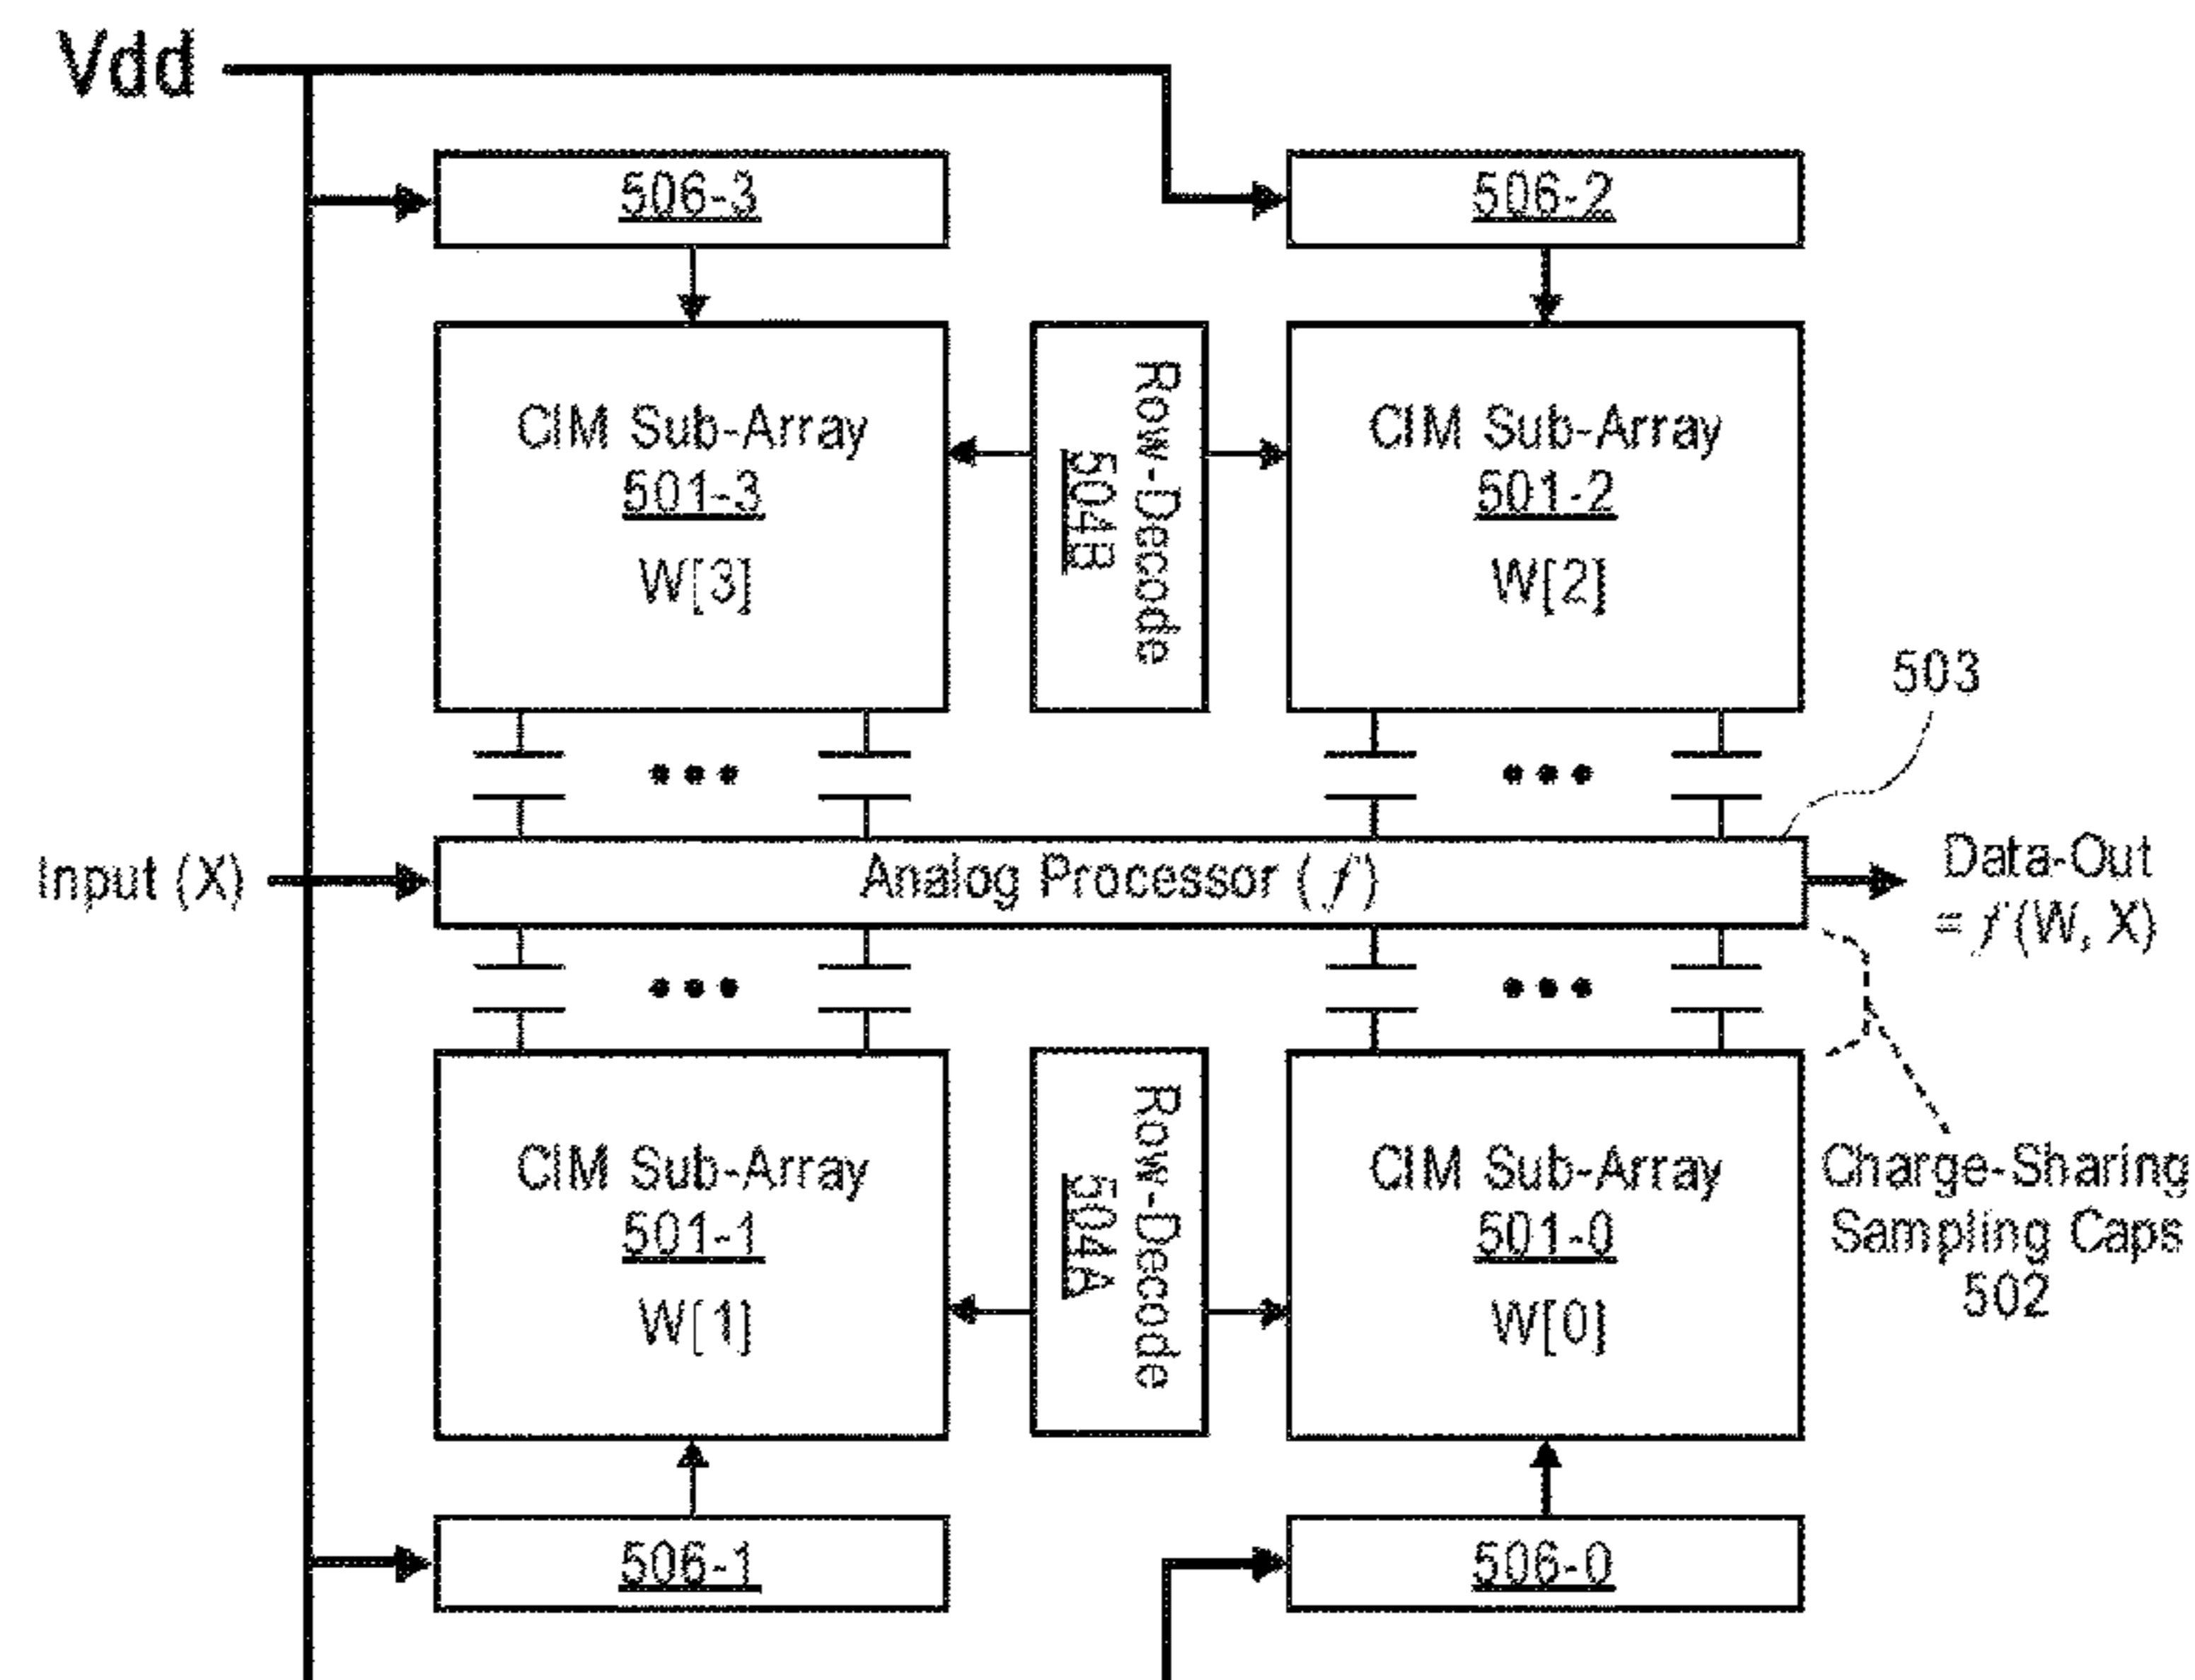 Vdd
506-3
506-2
CIM Sub-Array
501-3
W[3]
Row-Decode
504B
CIM Sub-Array
501-2
W[2]
503
Input (X)
Analog Processor (f)
Data-Out
= f(W, X)
CIM Sub-Array
501-1
W[1]
Row-Decode
504A
CIM Sub-Array
501-0
W[0]
Charge-Sharing
Sampling Caps
502
506-1
506-0